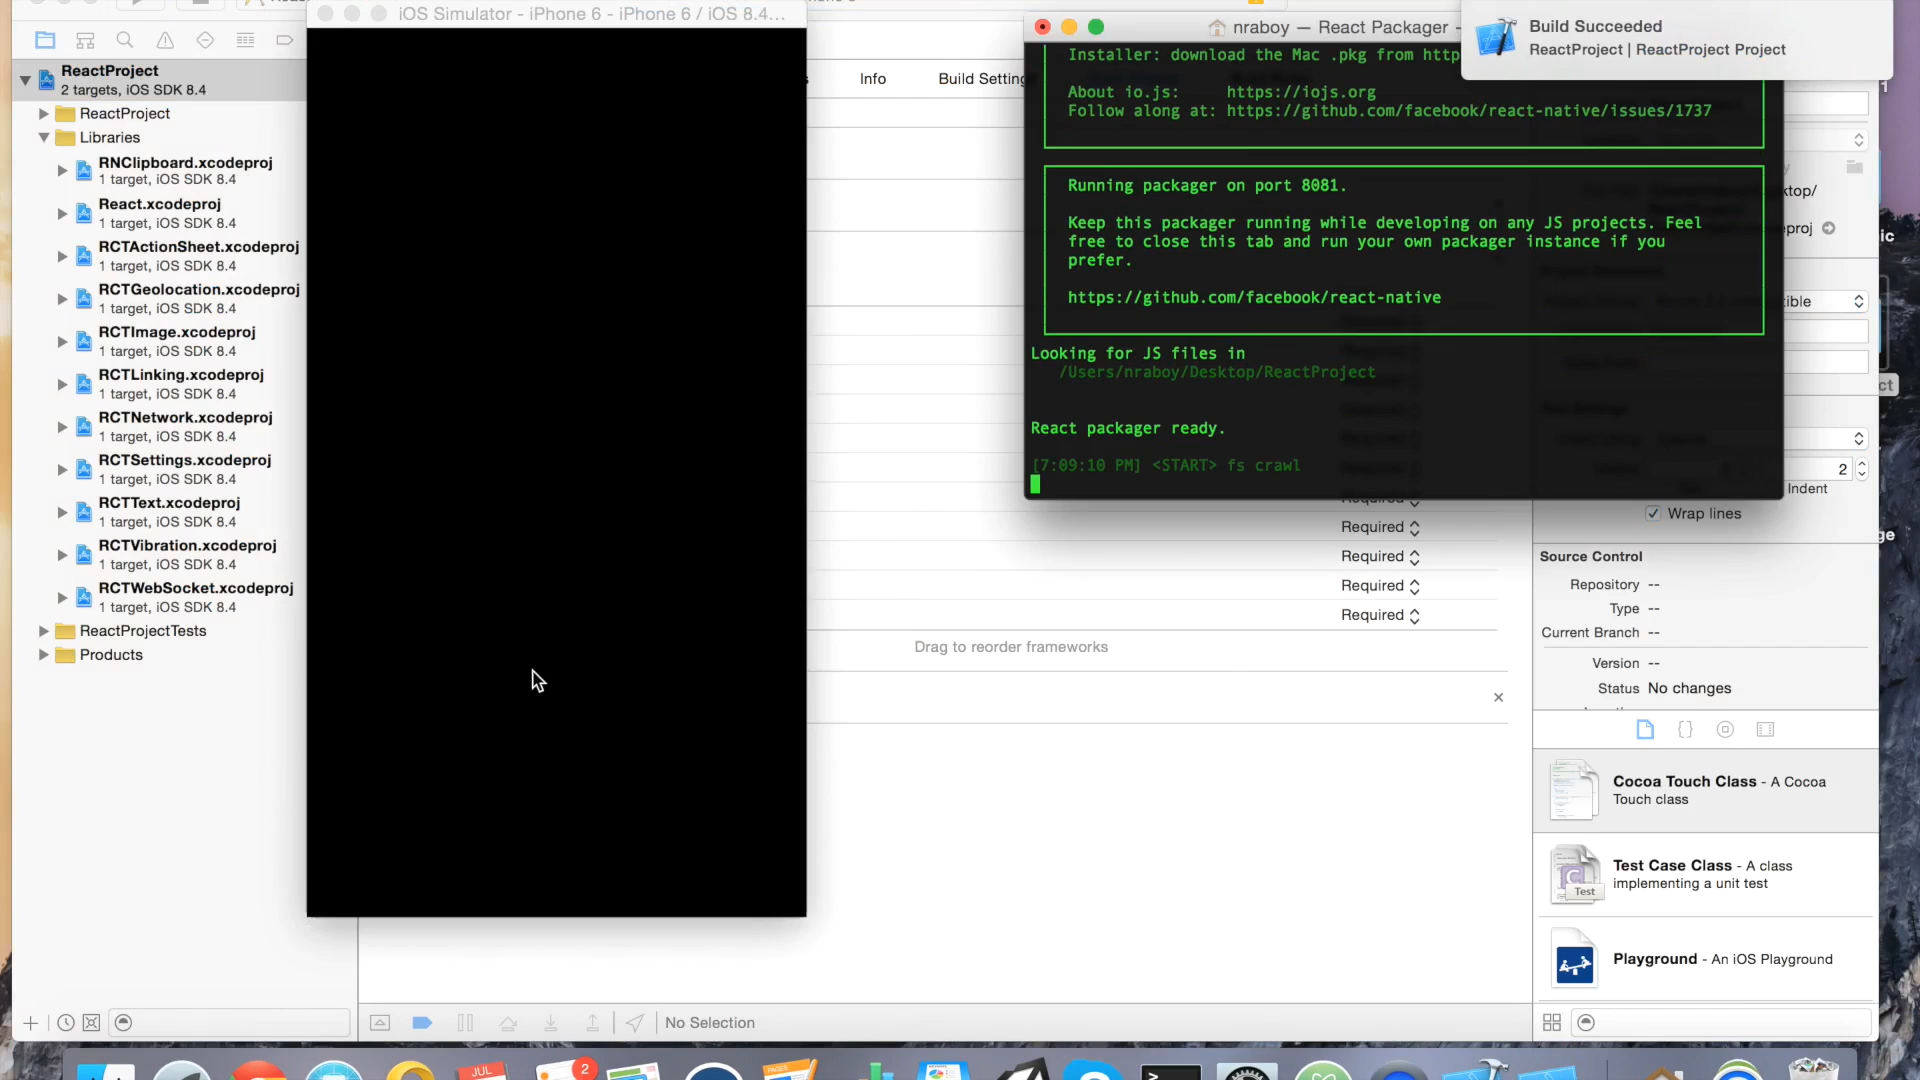 iOS Simulator - iPhone 6 - iPhone 6 / iOS 8.4...
nraboy — React Packager —
Build Succeeded
ReactProject | ReactProject Project
ReactProject
2 targets, iOS SDK 8.4
ReactProject
Libraries
RNClipboard.xcodeproj
1 target, iOS SDK 8.4
React.xcodeproj
1 target, iOS SDK 8.4
RCTActionSheet.xcodeproj
1 target, iOS SDK 8.4
RCTGeolocation.xcodeproj
1 target, iOS SDK 8.4
RCTImage.xcodeproj
1 target, iOS SDK 8.4
RCTLinking.xcodeproj
1 target, iOS SDK 8.4
RCTNetwork.xcodeproj
1 target, iOS SDK 8.4
RCTSettings.xcodeproj
1 target, iOS SDK 8.4
RCTText.xcodeproj
1 target, iOS SDK 8.4
RCTVibration.xcodeproj
1 target, iOS SDK 8.4
RCTWebSocket.xcodeproj
1 target, iOS SDK 8.4
ReactProjectTests
Products
Info
Build Setting
Installer: download the Mac .pkg from http
About io.js: https://iojs.org
Follow along at: https://github.com/facebook/react-native/issues/1737
Running packager on port 8081.
Keep this packager running while developing on any JS projects. Feel
free to close this tab and run your own packager instance if you
prefer.
https://github.com/facebook/react-native
Looking for JS files in
/Users/nraboy/Desktop/ReactProject
React packager ready.
[7:09:10 PM] <START> fs crawl
Required
Required
Required
Required
Required
Drag to reorder frameworks
ktop/
proj
tible
2
Indent
Wrap lines
Source Control
Repository --
Type --
Current Branch --
Version --
Status No changes
Cocoa Touch Class - A Cocoa
Touch class
Test
Test Case Class - A class
implementing a unit test
Playground - An iOS Playground
No Selection
JUL
2
PAGES